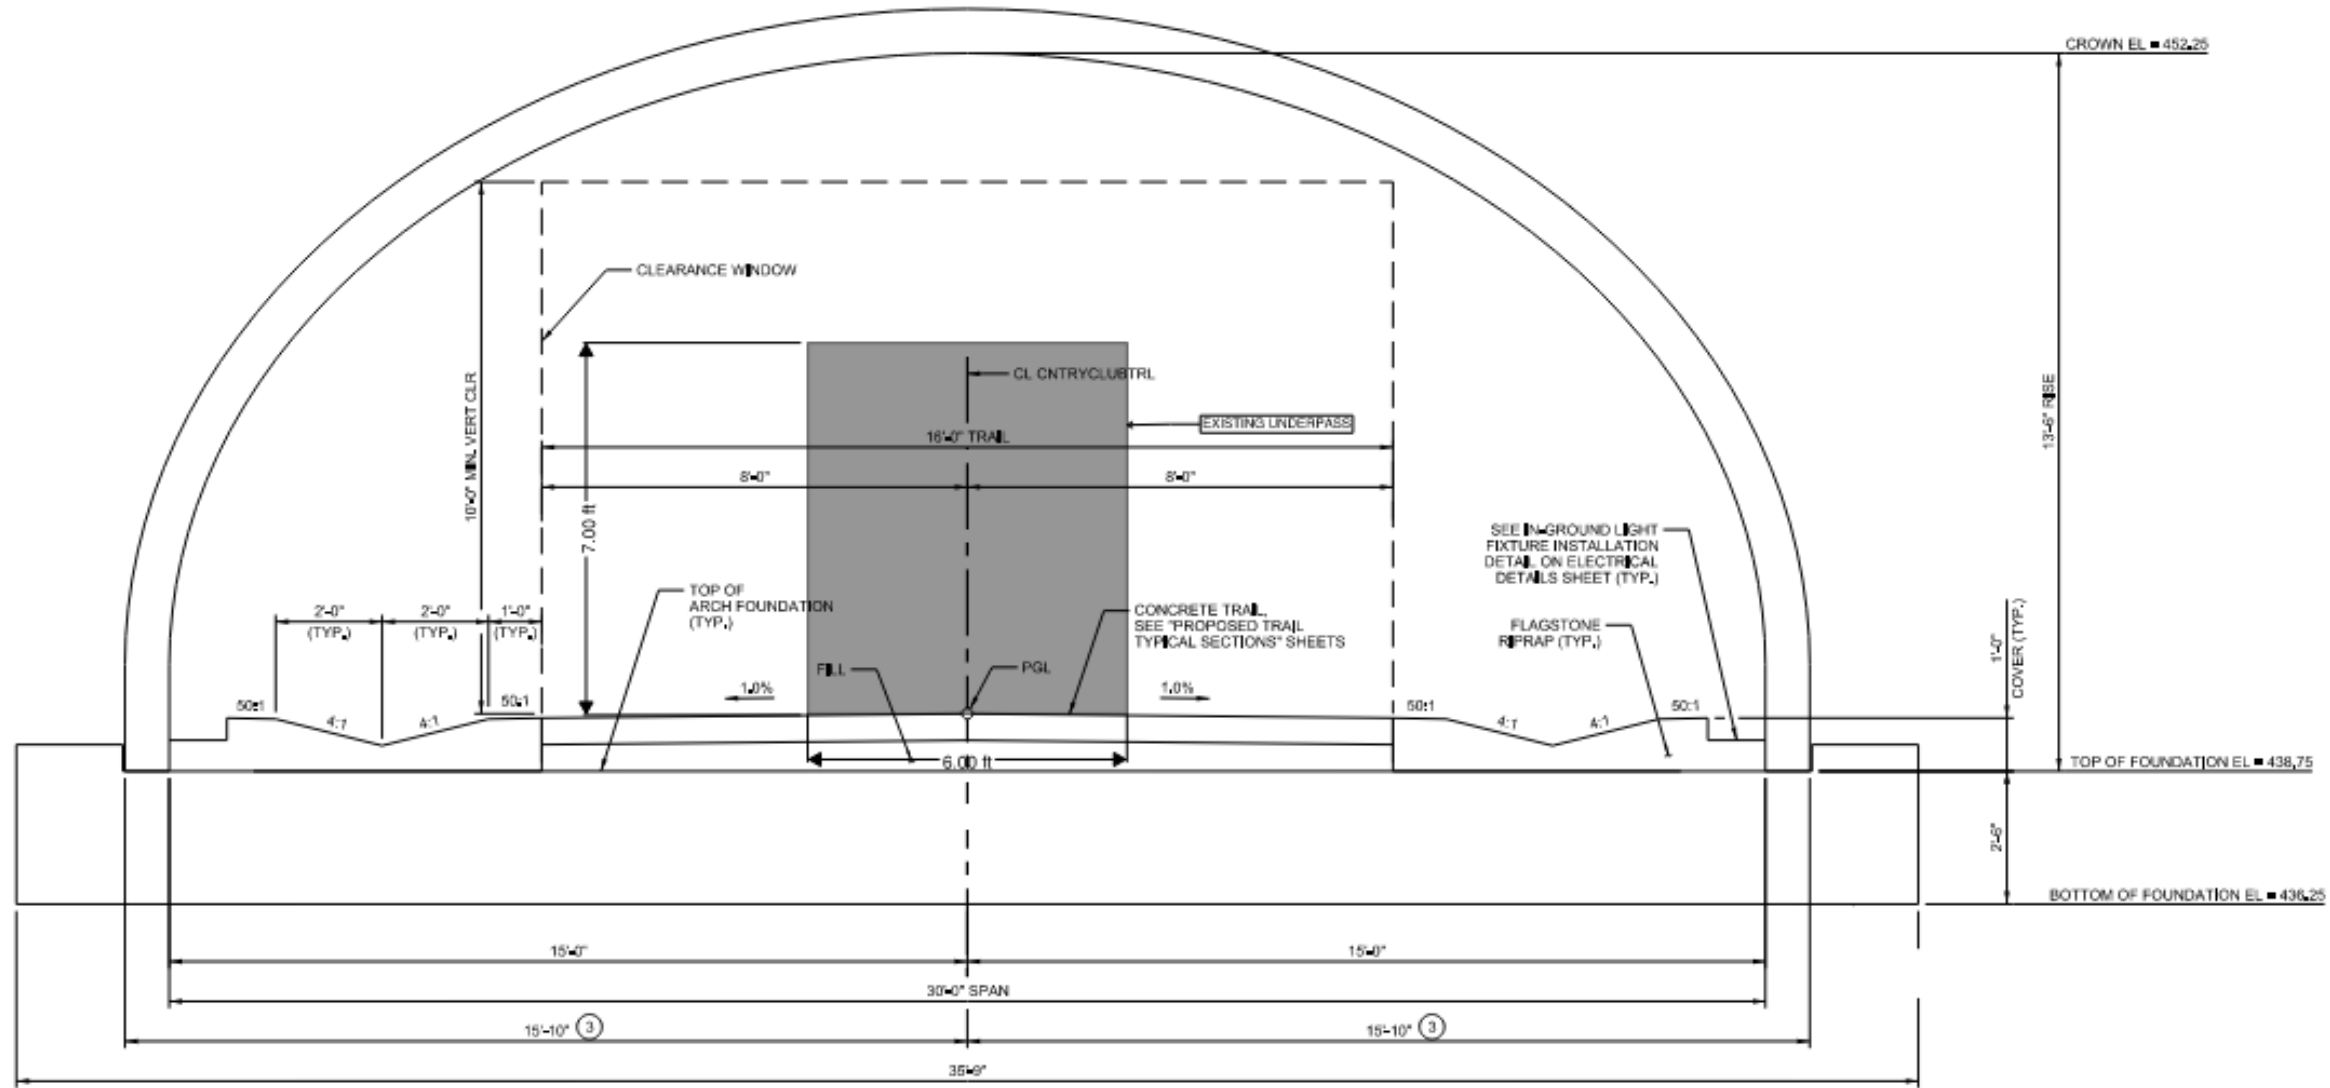 CROWN EL = 452.25
CLEARANCE WINDOW
CL CNTRYCLUBTRL
10'-0" MIN. VERT CLR
13'-6" RISE
EXISTING UNDERPASS
16'-0" TRAIL
8'-0"
8'-0"
7.00 ft
SEE IN-GROUND LIGHT
FIXTURE INSTALLATION
DETAIL ON ELECTRICAL
DETAILS SHEET (TYP.)
TOP OF
ARCH FOUNDATION
(TYP.)
2'-0"
(TYP.)
2'-0"
(TYP.)
1'-0"
(TYP.)
CONCRETE TRAIL,
SEE "PROPOSED TRAIL
TYPICAL SECTIONS" SHEETS
FLAGSTONE
RIPRAP (TYP.)
1'-0"
COVER (TYP.)
FILL
PGL
1.0%
1.0%
50:1
4:1
4:1
50:1
50:1
4:1
4:1
50:1
6.00 ft
TOP OF FOUNDATION EL = 438.75
2'-6"
BOTTOM OF FOUNDATION EL = 436.25
15'-0"
15'-0"
30'-0" SPAN
15'-10" 3
15'-10" 3
35'-9"